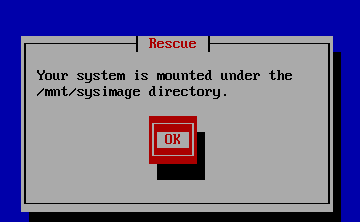 Rescue
Your system is mounted under the
/mnt/sysimage directory.
OK